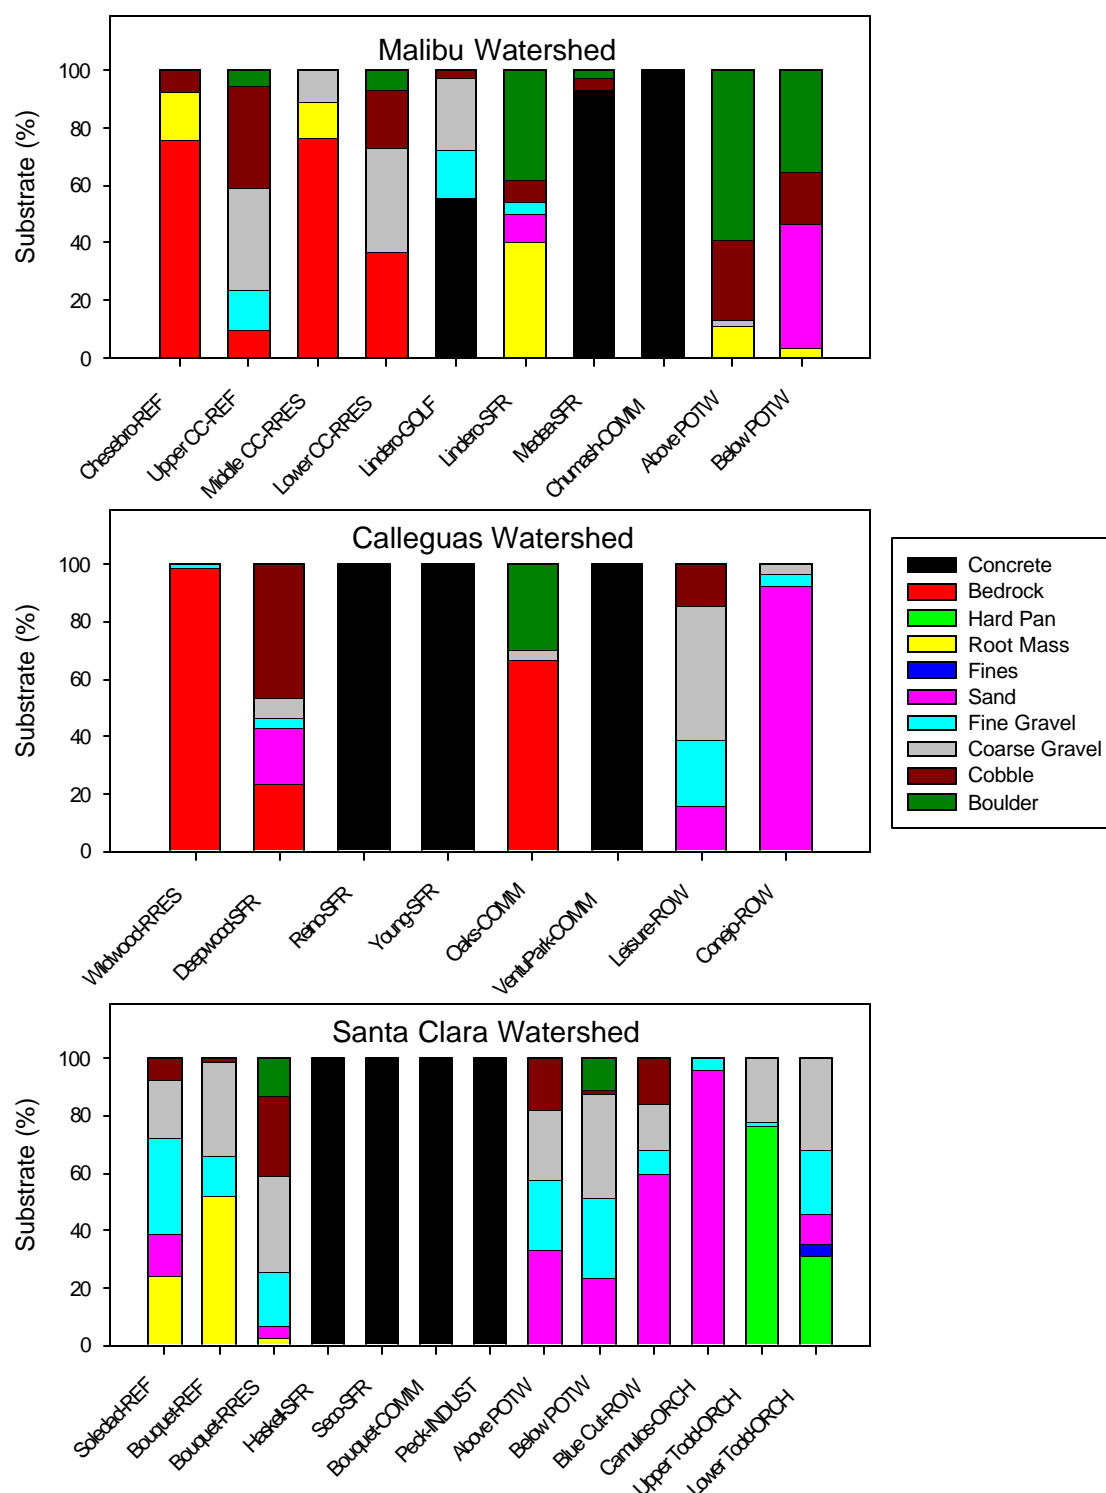 Malibu Watershed
Substrate (%)
100
80
60
40
20
0
Chesebro-REF
Upper CC-REF
Middle CC-RRES
Lower CC-RRES
Lindero-GOLF
Lindero-SFR
Medea-SFR
Chumash-COMM
Above POTW
Below POTW
Calleguas Watershed
Substrate (%)
100
80
60
40
20
0
Wildwood-RRES
Deepwood-SFR
Reino-SFR
Young-SFR
Oaks-COMM
VentuPark-COMM
Leisure-ROW
Conejo-ROW
Concrete
Bedrock
Hard Pan
Root Mass
Fines
Sand
Fine Gravel
Coarse Gravel
Cobble
Boulder
Santa Clara Watershed
Substrate (%)
100
80
60
40
20
0
Soledad-REF
Bouquet-REF
Bouquet-RRES
Haskell-SFR
Seco-SFR
Bouquet-COMM
Peck-INDUST
Above POTW
Below POTW
Blue Cut-ROW
Camulos-ORCH
Upper Todd-ORCH
Lower Todd-ORCH